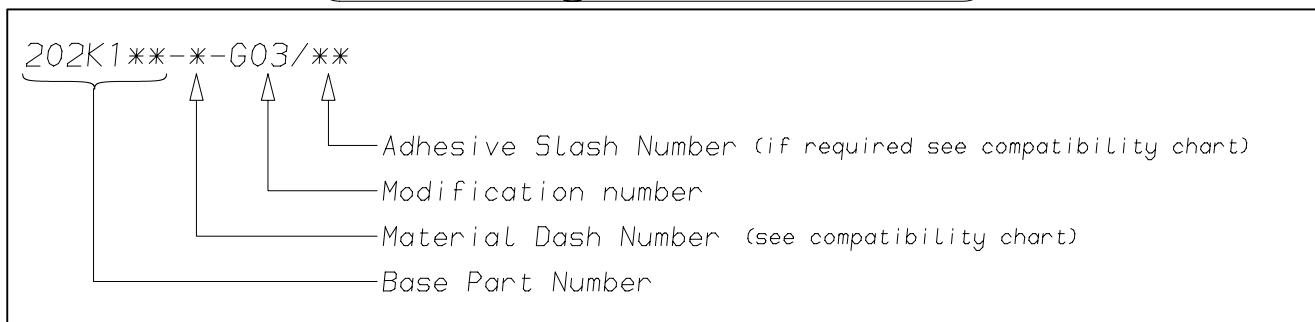 202K1**-*-G03/**
Adhesive Slash Number (if required see compatibility chart)
Modification number
Material Dash Number (see compatibility chart)
Base Part Number